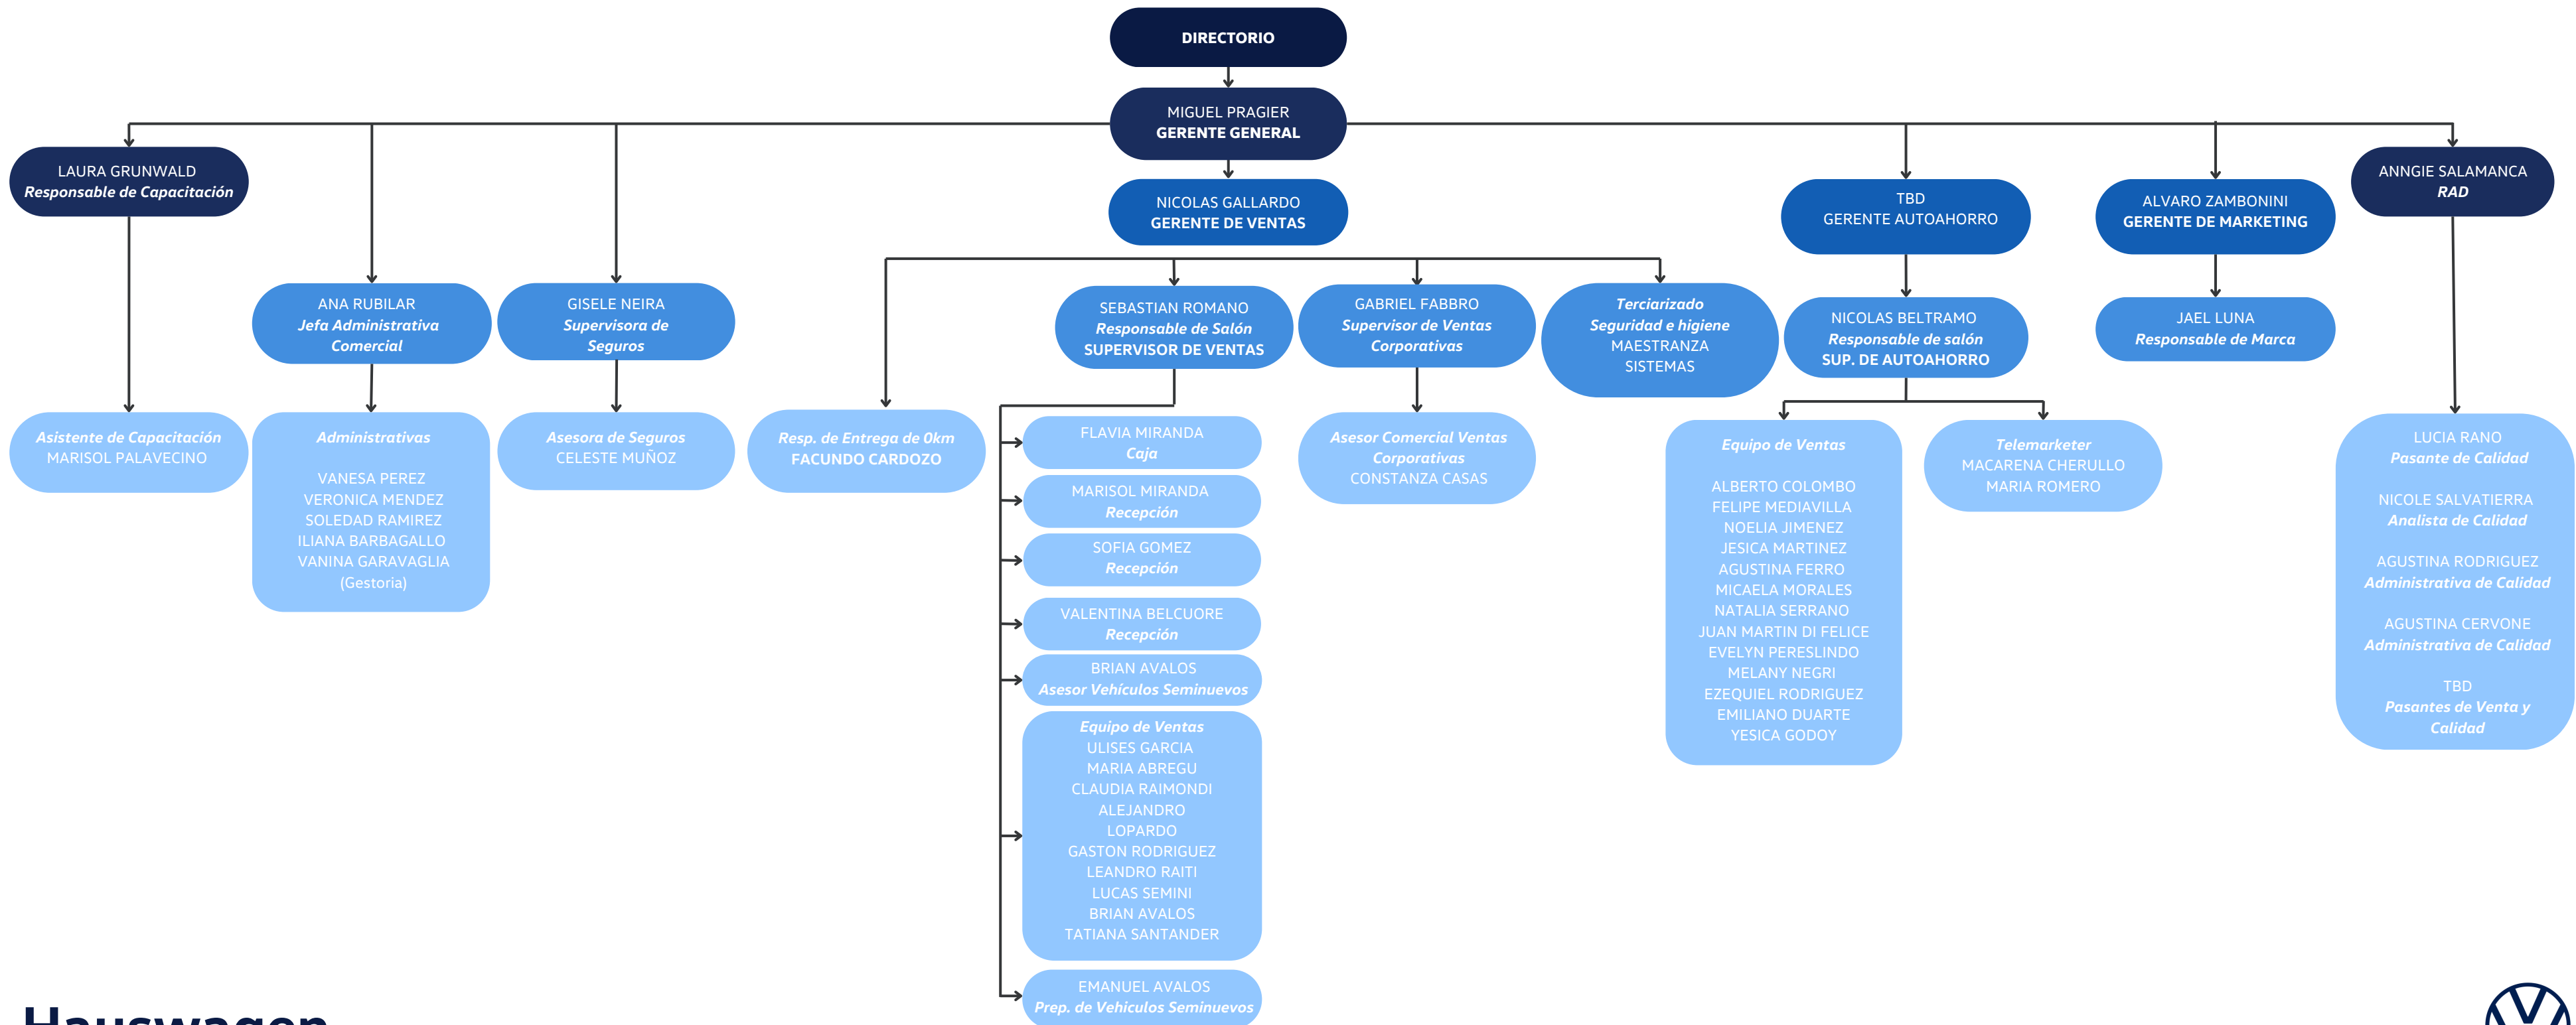 DIRECTORIO
MIGUEL PRAGIER
GERENTE GENERAL
LAURA GRUNWALD
Responsable de Capacitación
NICOLAS GALLARDO
GERENTE DE VENTAS
TBD
GERENTE AUTOAHORRO
ALVARO ZAMBONINI
GERENTE DE MARKETING
ANNGIE SALAMANCA
RAD
ANA RUBILAR
Jefa Administrativa
Comercial
GISELE NEIRA
Supervisora de
Seguros
SEBASTIAN ROMANO
Responsable de Salón
SUPERVISOR DE VENTAS
GABRIEL FABBRO
Supervisor de Ventas
Corporativas
Terciarizado
Seguridad e higiene
MAESTRANZA
SISTEMAS
NICOLAS BELTRAMO
Responsable de salón
SUP. DE AUTOAHORRO
JAEL LUNA
Responsable de Marca
Asistente de Capacitación
MARISOL PALAVECINO
Administrativas
VANESA PEREZ
VERONICA MENDEZ
SOLEDAD RAMIREZ
ILIANA BARBAGALLO
VANINA GARAVAGLIA
(Gestoria)
Asesora de Seguros
CELESTE MUÑOZ
Resp. de Entrega de 0km
FACUNDO CARDOZO
FLAVIA MIRANDA
Caja
MARISOL MIRANDA
Recepción
SOFIA GOMEZ
Recepción
VALENTINA BELCUORE
Recepción
BRIAN AVALOS
Asesor Vehículos Seminuevos
Equipo de Ventas
ULISES GARCIA
MARIA ABREGU
CLAUDIA RAIMONDI
ALEJANDRO
LOPARDO
GASTON RODRIGUEZ
LEANDRO RAITI
LUCAS SEMINI
BRIAN AVALOS
TATIANA SANTANDER
EMANUEL AVALOS
Prep. de Vehiculos Seminuevos
Asesor Comercial Ventas
Corporativas
CONSTANZA CASAS
Equipo de Ventas
ALBERTO COLOMBO
FELIPE MEDIAVILLA
NOELIA JIMENEZ
JESICA MARTINEZ
AGUSTINA FERRO
MICAELA MORALES
NATALIA SERRANO
JUAN MARTIN DI FELICE
EVELYN PERESLINDO
MELANY NEGRI
EZEQUIEL RODRIGUEZ
EMILIANO DUARTE
YESICA GODOY
Telemarketer
MACARENA CHERULLO
MARIA ROMERO
LUCIA RANO
Pasante de Calidad
NICOLE SALVATIERRA
Analista de Calidad
AGUSTINA RODRIGUEZ
Administrativa de Calidad
AGUSTINA CERVONE
Administrativa de Calidad
TBD
Pasantes de Venta y
Calidad
Hauswagen